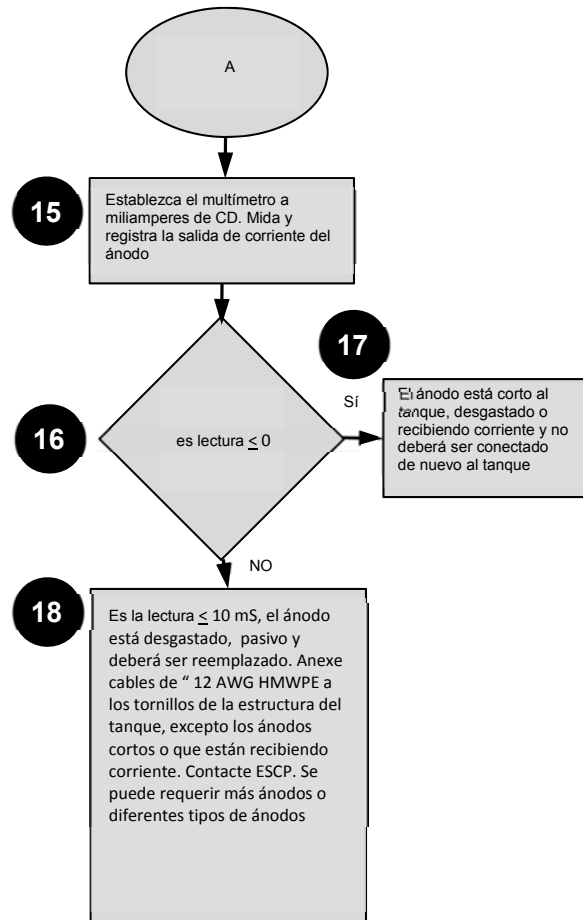 A
15
Establezca el multímetro a
miliamperes de CD. Mida y
registra la salida de corriente del
ánodo
17
16
es lectura < 0
Sí
El ánodo está corto al
tanque, desgastado o
recibiendo corriente y no
deberá ser conectado
de nuevo al tanque
NO
18
Es la lectura < 10 mS, el ánodo
está desgastado, pasivo y
deberá ser reemplazado. Anexe
cables de “ 12 AWG HMWPE a
los tornillos de la estructura del
tanque, excepto los ánodos
cortos o que están recibiendo
corriente. Contacte ESCP. Se
puede requerir más ánodos o
diferentes tipos de ánodos